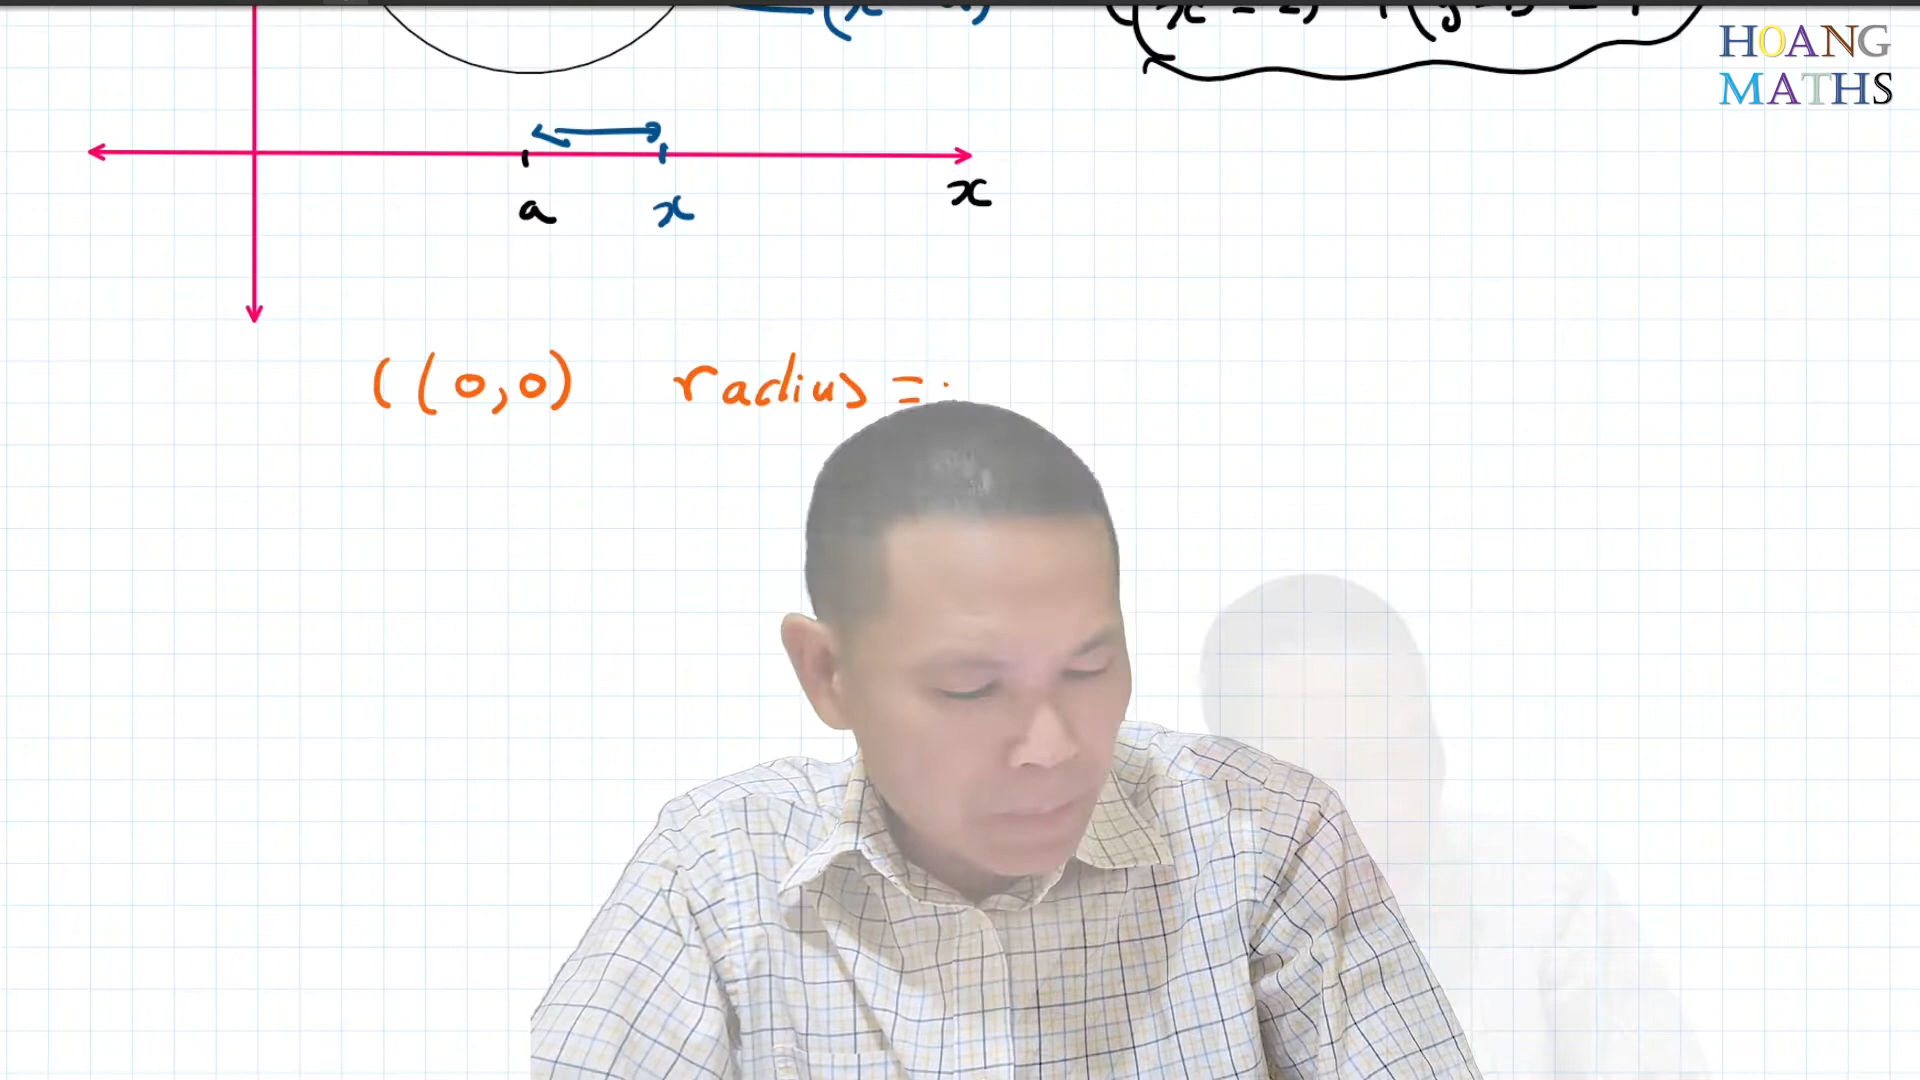 HOANG
MATHS
a
x
x
((0,0) radius =